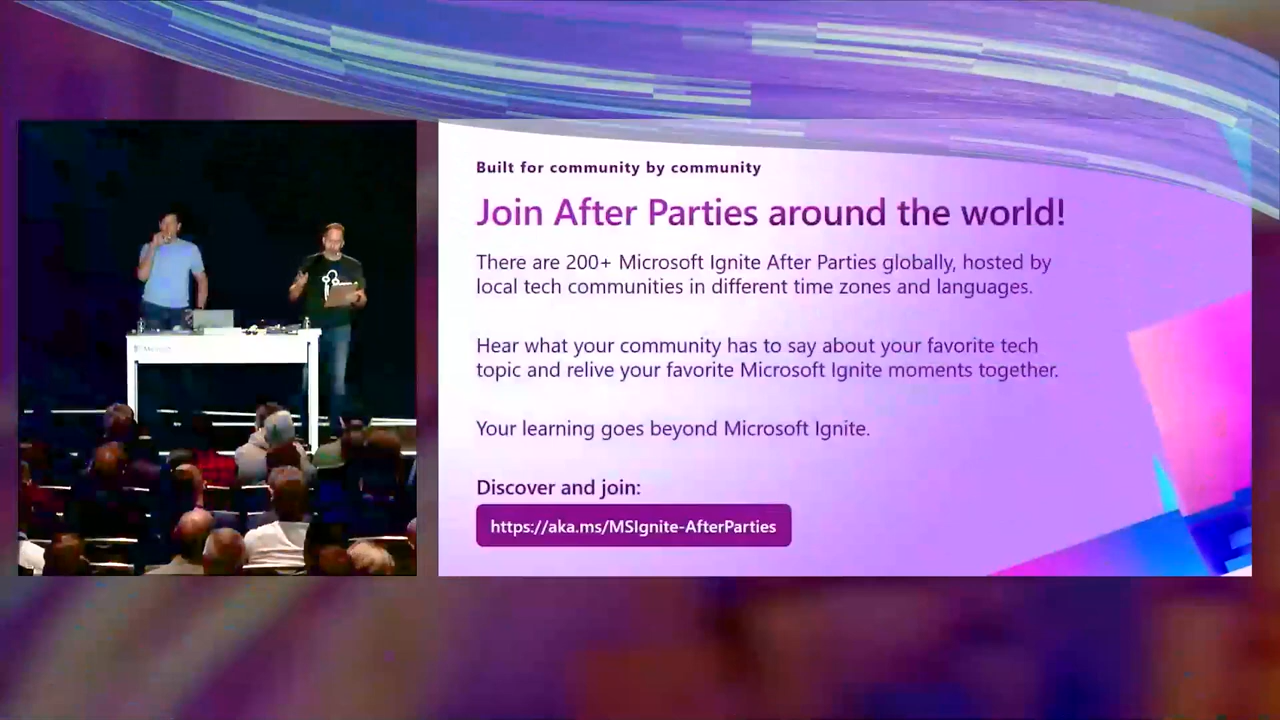 Built for community by community
Join After Parties around the world!
There are 200+ Microsoft Ignite After Parties globally, hosted by
local tech communities in different time zones and languages.
Hear what your community has to say about your favorite tech
topic and relive your favorite Microsoft Ignite moments together.
Your learning goes beyond Microsoft Ignite.
Discover and join:
https://aka.ms/MSIgnite-AfterParties
Microsoft